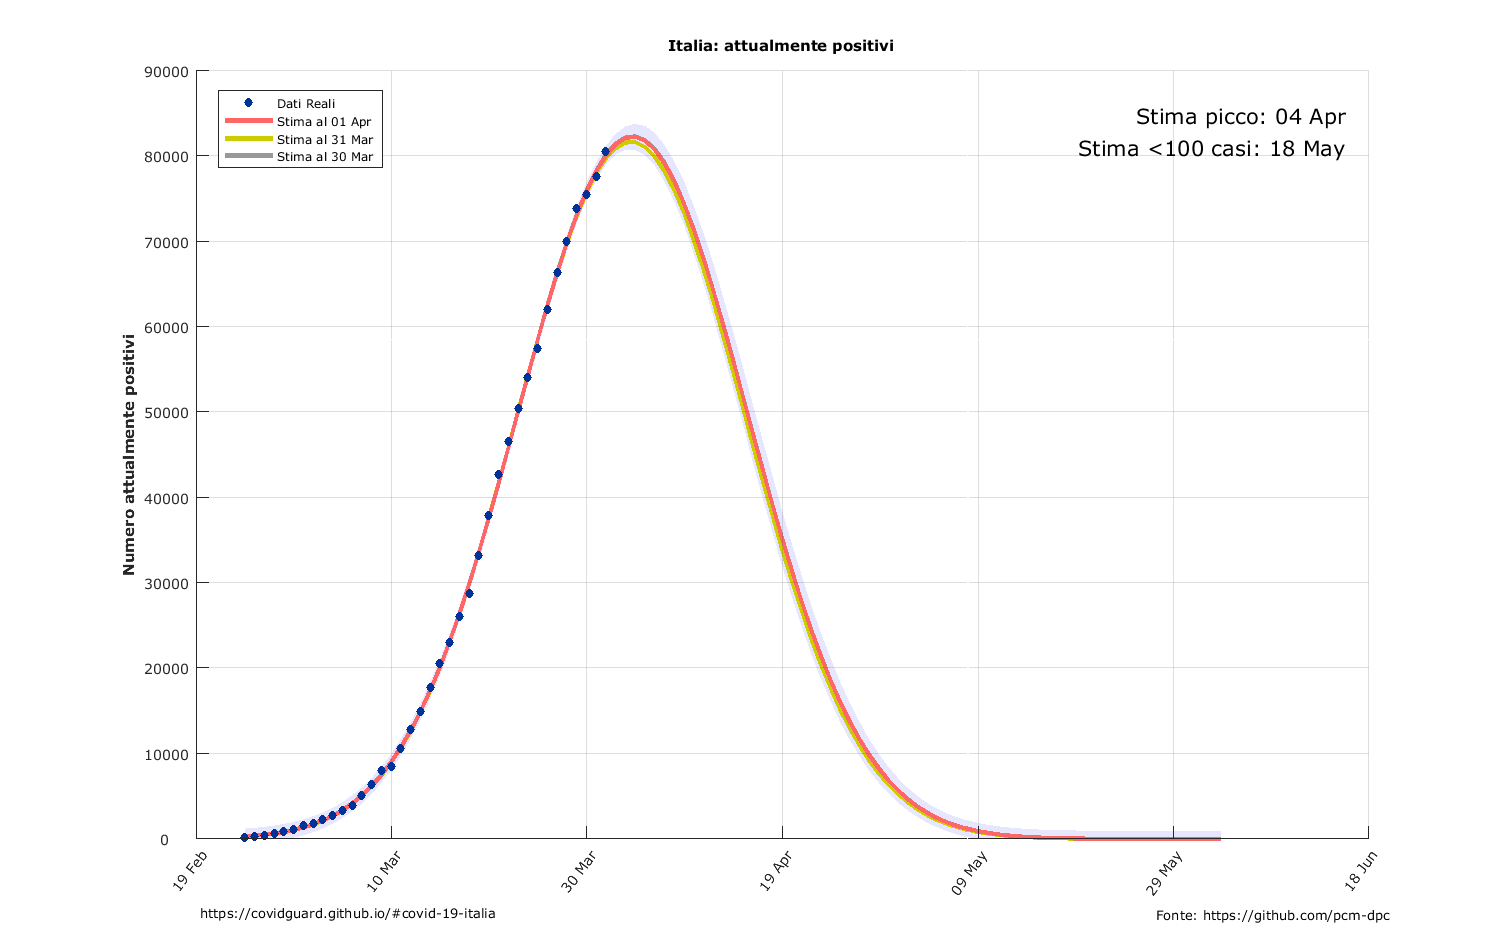 Italia: attualmente positivi
90000
80000
70000
60000
50000
40000
30000
20000
10000
0
Numero attualmente positivi
Dati Reali
Stima al 01 Apr
Stima al 31 Mar
Stima al 30 Mar
Stima picco: 04 Apr
Stima <100 casi: 18 May
19 Feb
10 Mar
30 Mar
19 Apr
09 May
29 May
18 Jun
https://covidguard.github.io/#covid-19-italia
Fonte: https://github.com/pcm-dpc